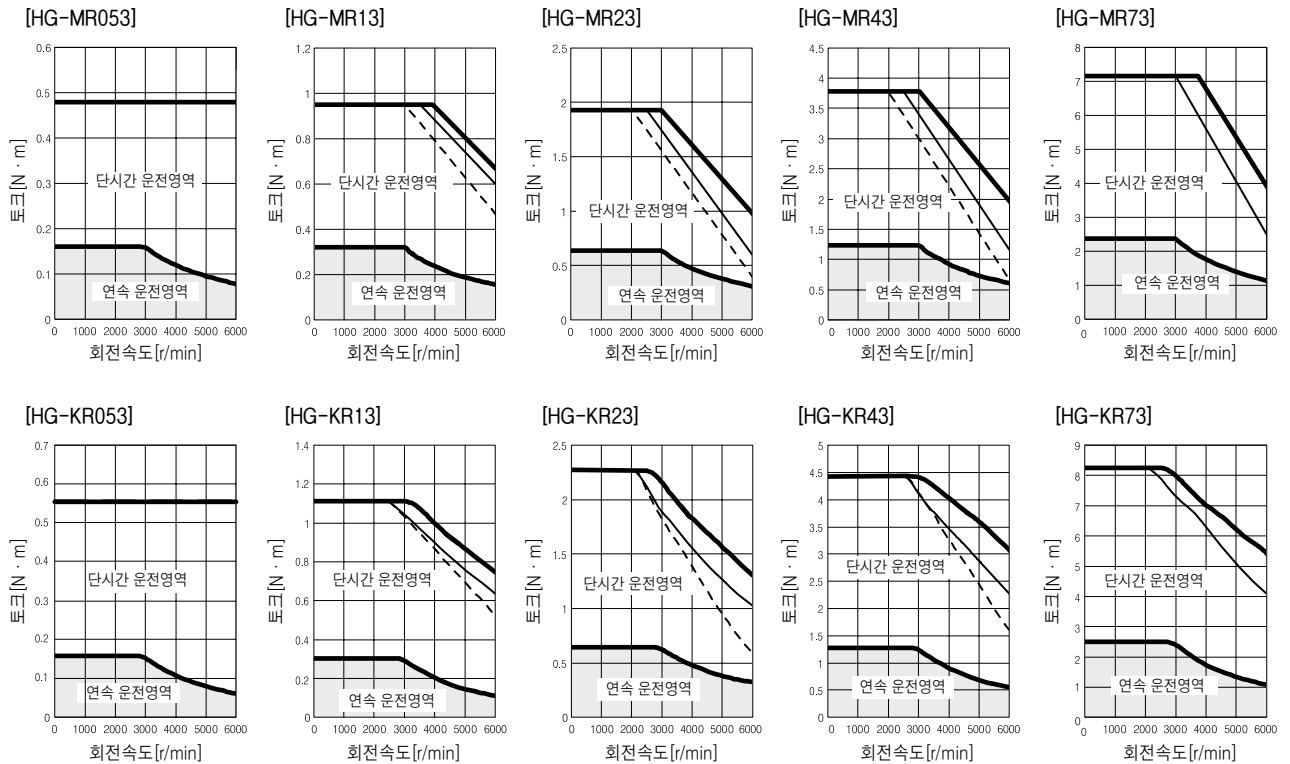 [HG-MR053]
토크[N · m]
0.6
0.5
0.4
0.3
0.2
0.1
0
단시간 운전영역
연속 운전영역
0 1000 2000 3000 4000 5000 6000
회전속도[r/min]
[HG-MR13]
토크[N · m]
1.2
1
0.8
0.6
0.4
0.2
0
단시간 운전영역
연속 운전영역
0 1000 2000 3000 4000 5000 6000
회전속도[r/min]
[HG-MR23]
토크[N · m]
2.5
2
1.5
1
0.5
0
단시간 운전영역
연속 운전영역
0 1000 2000 3000 4000 5000 6000
회전속도[r/min]
[HG-MR43]
토크[N · m]
4.5
4
3.5
3
2.5
2
1.5
1
0.5
0
단시간 운전영역
연속 운전영역
0 1000 2000 3000 4000 5000 6000
회전속도[r/min]
[HG-MR73]
토크[N · m]
8
7
6
5
4
3
2
1
0
단시간 운전영역
연속 운전영역
0 1000 2000 3000 4000 5000 6000
회전속도[r/min]
[HG-KR053]
토크[N · m]
0.7
0.6
0.5
0.4
0.3
0.2
0.1
0
단시간 운전영역
연속 운전영역
0 1000 2000 3000 4000 5000 6000
회전속도[r/min]
[HG-KR13]
토크[N · m]
1.4
1.2
1
0.8
0.6
0.4
0.2
0
단시간 운전영역
연속 운전영역
0 1000 2000 3000 4000 5000 6000
회전속도[r/min]
[HG-KR23]
토크[N · m]
2.5
2
1.5
1
0.5
0
단시간 운전영역
연속 운전영역
0 1000 2000 3000 4000 5000 6000
회전속도[r/min]
[HG-KR43]
토크[N · m]
5
4.5
4
3.5
3
2.5
2
1.5
1
0.5
0
단시간 운전영역
연속 운전영역
0 1000 2000 3000 4000 5000 6000
회전속도[r/min]
[HG-KR73]
토크[N · m]
9
8
7
6
5
4
3
2
1
0
단시간 운전영역
연속 운전영역
0 1000 2000 3000 4000 5000 6000
회전속도[r/min]